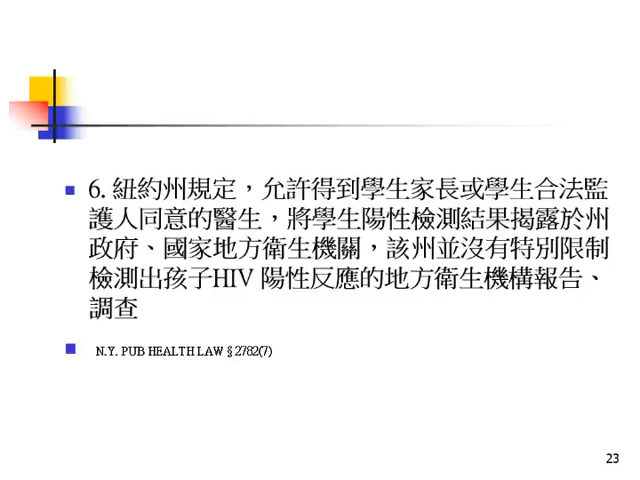 6. 紐約州規定，允許得到學生家長或學生合法監
護人同意的醫生，將學生陽性檢測結果揭露於州
政府、國家地方衛生機關，該州並沒有特別限制
檢測出孩子HIV 陽性反應的地方衛生機構報告、
調查
N.Y. PUB HEALTH LAW § 2782(7)
23